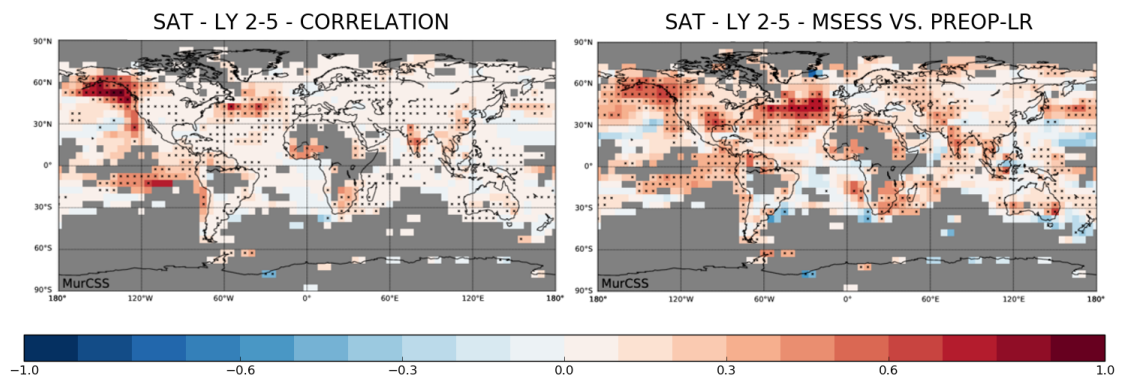 SAT - LY 2-5 - CORRELATION
SAT - LY 2-5 - MSESS VS. PREOP-LR
90°N
60°N
30°N
0°
30°S
60°S
90°S
MurCSS
180° 120°W 60°W 0° 60°E 120°E 180°
90°N
60°N
30°N
0°
30°S
60°S
90°S
MurCSS
180° 120°W 60°W 0° 60°E 120°E 180°
−1.0 −0.6 −0.3 0.0 0.3 0.6 1.0